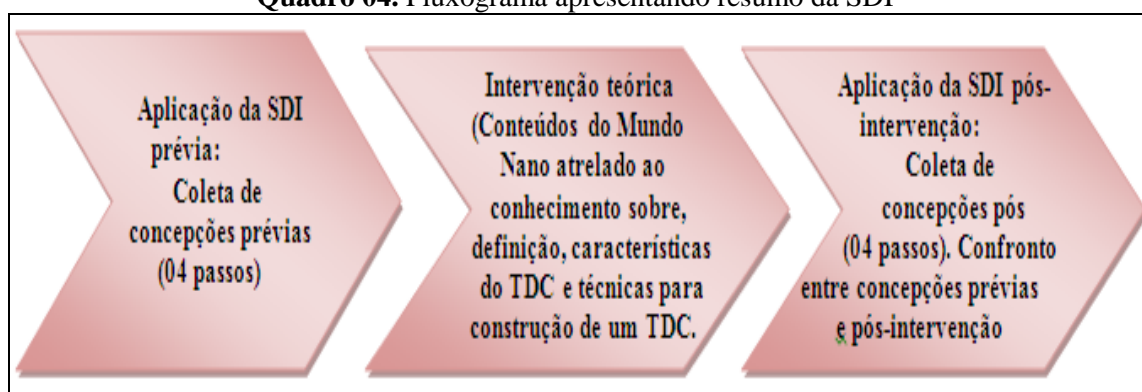 Quadro 04. Fluxograma apresentando resumo da SDI
Aplicação da SDI
prévia:
Coleta de
concepções prévias
(04 passos)
Intervenção teórica
(Conteúdos do Mundo
Nano atrelado ao
conhecimento sobre,
definição, características
do TDC e técnicas para
construção de um TDC.
Aplicação da SDI pós-
intervenção:
Coleta de
concepções pós
(04 passos). Confronto
entre concepções prévias
e pós-intervenção